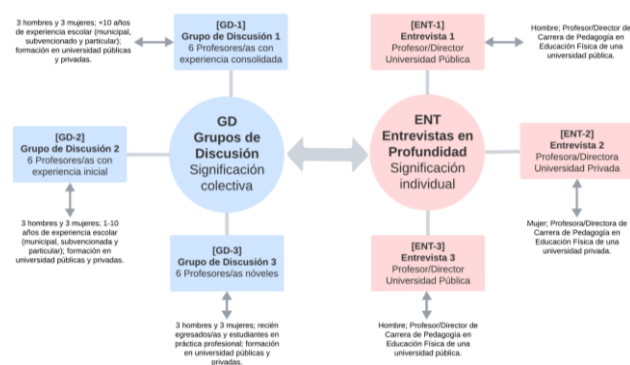 3 hombres y 3 mujeres; +10 años
de experiencia escolar (municipal,
subvencionado y particular);
formación en universidad públicas
y privadas.
[GD-1]
Grupo de Discusión 1
6 Profesores/as con
experiencia consolidada
[ENT-1]
Entrevista 1
Profesor/Director
Universidad Pública
Hombre; Profesor/Director de
Carrera de Pedagogía en
Educación Física de una
universidad pública.
[GD-2]
Grupo de Discusión 2
6 Profesores/as con
experiencia inicial
GD
Grupos de
Discusión
Significación
colectiva
ENT
Entrevistas en
Profundidad
Significación
individual
[ENT-2]
Entrevista 2
Profesora/Directora
Universidad Privada
3 hombres y 3 mujeres; 1-10
años de experiencia escolar
(municipal, subvencionada y
particular); formación en
universidad públicas y privadas.
Mujer; Profesora/Directora de
Carrera de Pedagogía en
Educación Física de una
universidad privada.
[GD-3]
Grupo de Discusión 3
6 Profesores/as nóveles
[ENT-3]
Entrevista 3
Profesor/Director
Universidad Pública
3 hombres y 3 mujeres; recién
egresados/as y estudiantes en
práctica profesional; formación
en universidad públicas y
privadas.
Hombre; Profesor/Director de
Carrera de Pedagogía en
Educación Física de una
universidad pública.